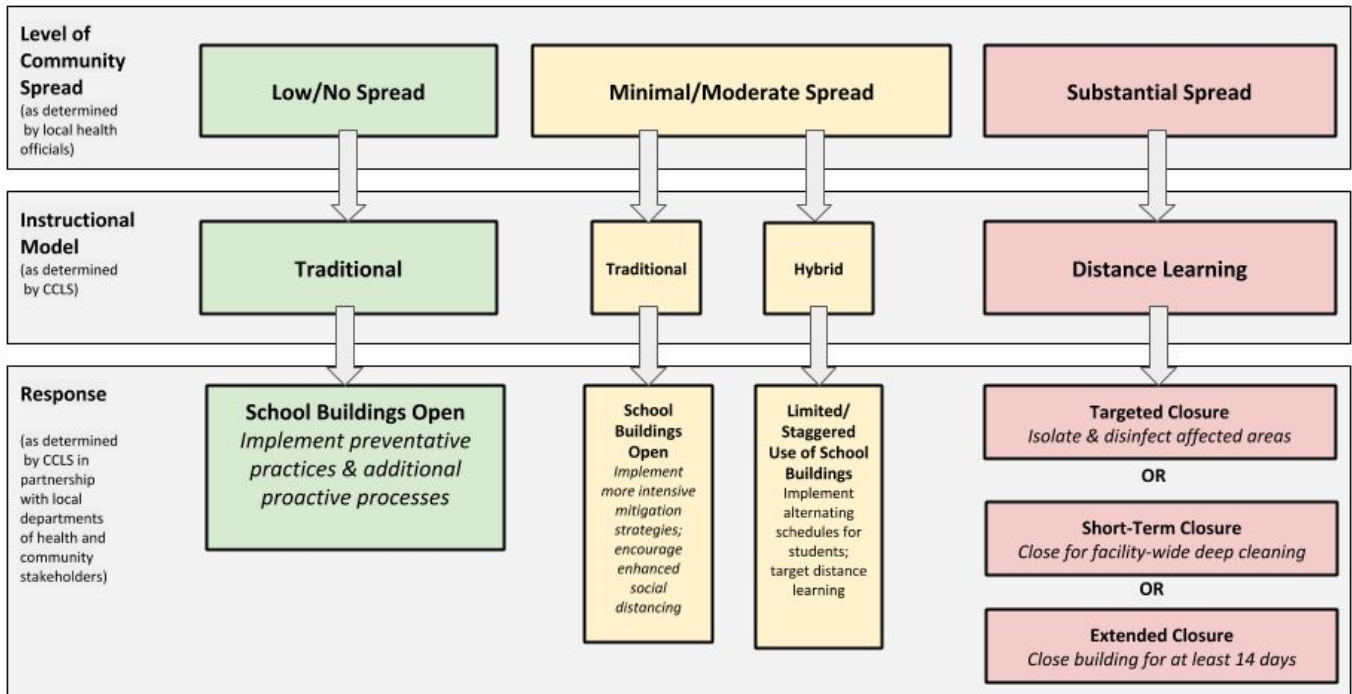 Level of
Community
Spread
(as determined
by local health
officials)
Low/No Spread
Minimal/Moderate Spread
Substantial Spread
Instructional
Model
(as determined
by CCLS)
Traditional
Traditional
Hybrid
Distance Learning
Response
(as determined
by CCLS in
partnership
with local
departments
of health and
community
stakeholders)
School Buildings Open
Implement preventative
practices & additional
proactive processes
School
Buildings
Open
Implement
more intensive
mitigation
strategies;
encourage
enhanced
social
distancing
Limited/
Staggered
Use of School
Buildings
Implement
alternating
schedules for
students;
target distance
learning
Targeted Closure
Isolate & disinfect affected areas
OR
Short-Term Closure
Close for facility-wide deep cleaning
OR
Extended Closure
Close building for at least 14 days